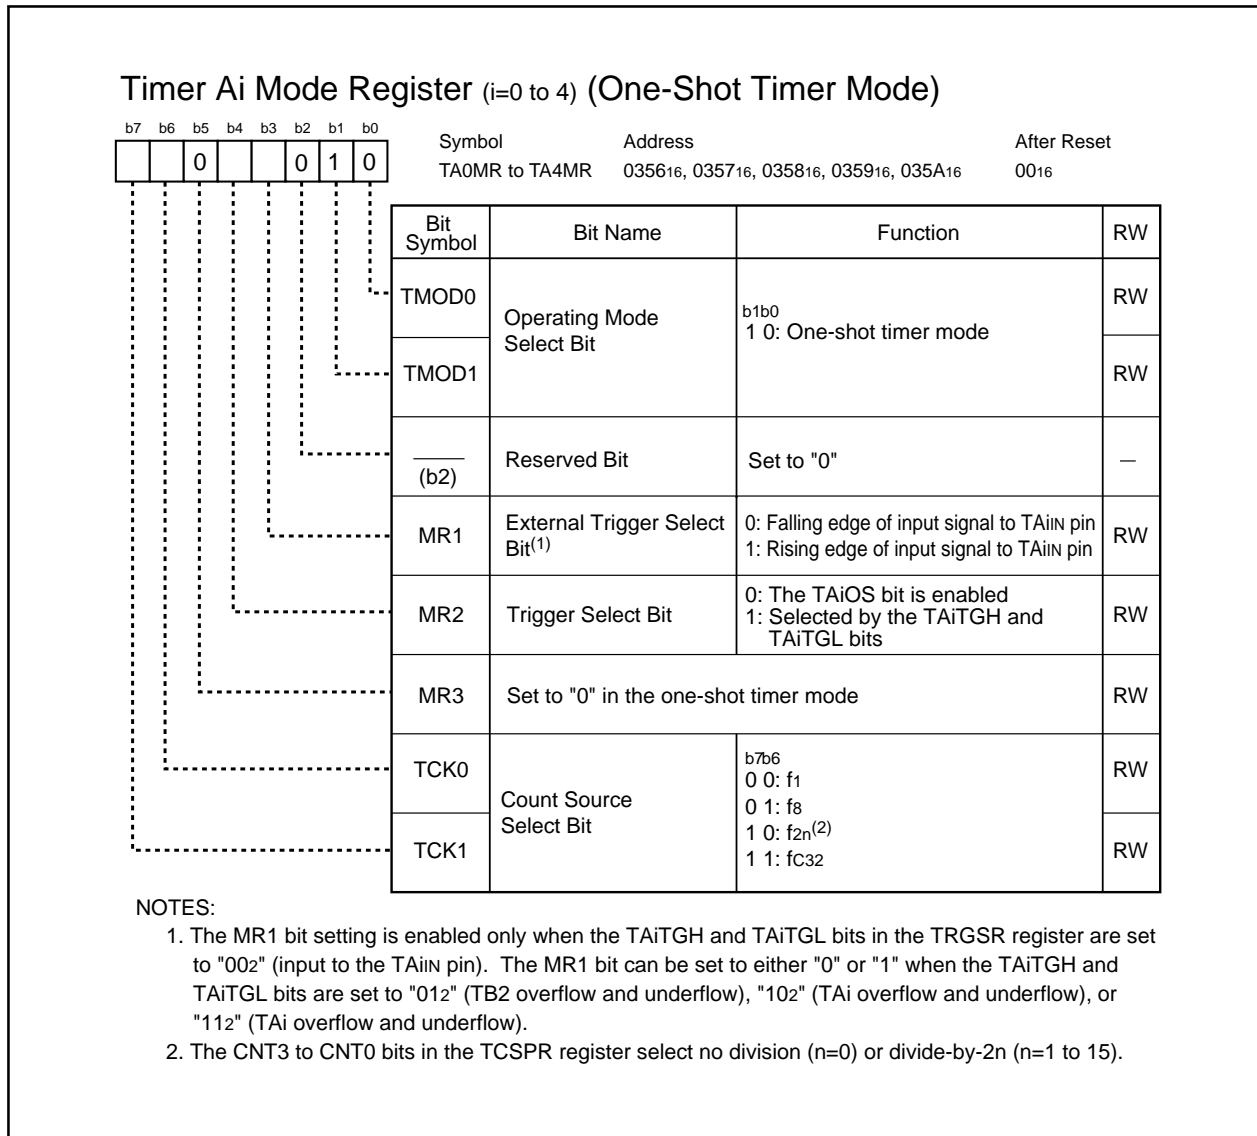 Timer Ai Mode Register (i=0 to 4) (One-Shot Timer Mode)
b7 b6 b5 b4 b3 b2 b1 b0
0 0 1 0
Symbol Address After Reset
TA0MR to TA4MR 035616, 035716, 035816, 035916, 035A16 0016
Bit Symbol Bit Name Function RW
TMOD0 RW
Operating Mode Select Bit
b1b0
1 0: One-shot timer mode
TMOD1 RW
(b2) Reserved Bit Set to "0" —
MR1 External Trigger Select Bit(1) RW
0: Falling edge of input signal to TAiIN pin
1: Rising edge of input signal to TAiIN pin
MR2 Trigger Select Bit RW
0: The TAiOS bit is enabled
1: Selected by the TAiTGH and
TAiTGL bits
MR3 Set to "0" in the one-shot timer mode RW
TCK0 RW
Count Source Select Bit
b7b6
0 0: f1
0 1: f8
1 0: f2n(2)
1 1: fC32
TCK1 RW
NOTES:
1. The MR1 bit setting is enabled only when the TAiTGH and TAiTGL bits in the TRGSR register are set
to "002" (input to the TAiIN pin). The MR1 bit can be set to either "0" or "1" when the TAiTGH and
TAiTGL bits are set to "012" (TB2 overflow and underflow), "102" (TAi overflow and underflow), or
"112" (TAi overflow and underflow).
2. The CNT3 to CNT0 bits in the TCSPR register select no division (n=0) or divide-by-2n (n=1 to 15).